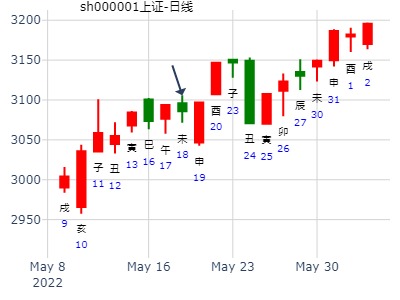 sh000001上证-日线
3200
3150
3100
3050
3000
2950
戌
9
亥
10
子
11
丑
12
寅
13
巳
16
午
17
未
18
申
19
酉
20
子
23
丑
24
寅
25
卯
26
辰
27
未
30
申
31
酉
1
戌
2
May 8
2022
May 16
May 23
May 30